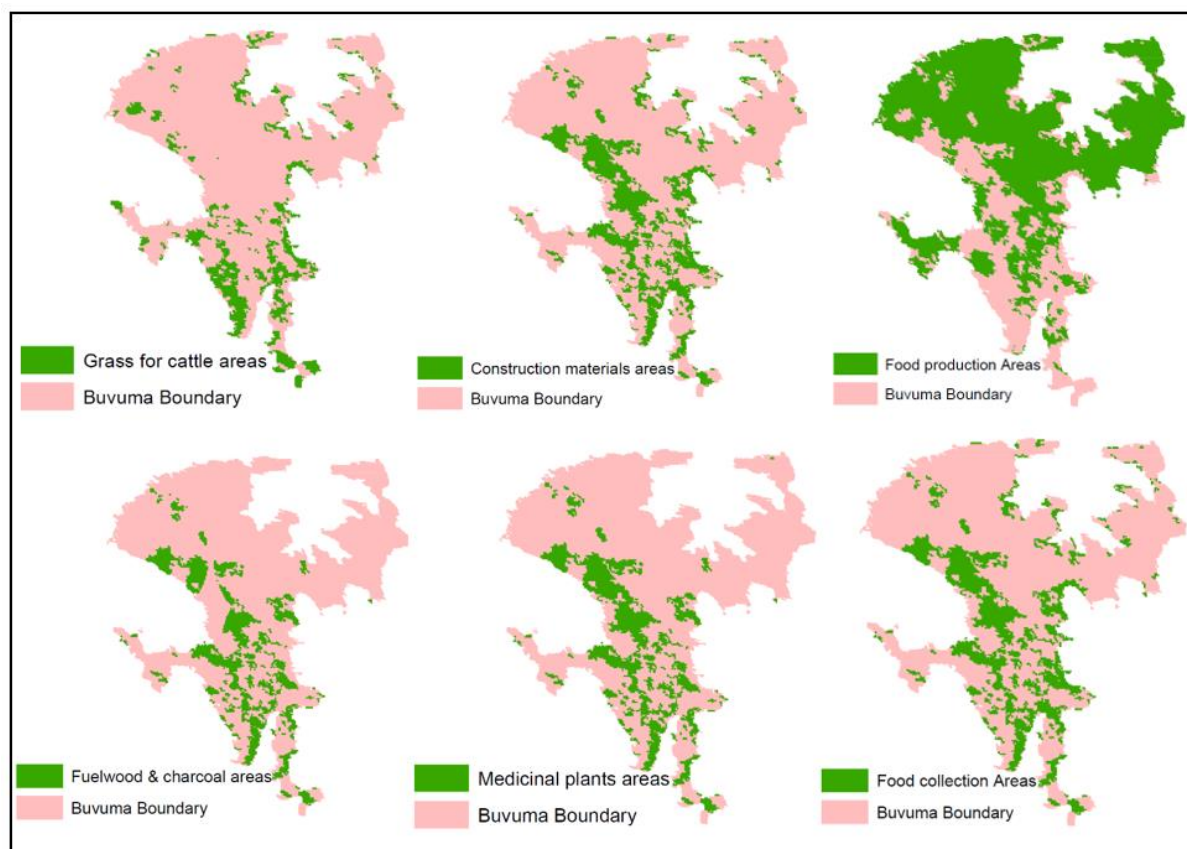 Grass for cattle areas
Buvuma Boundary
Construction materials areas
Buvuma Boundary
Food production Areas
Buvuma Boundary
Fuelwood & charcoal areas
Buvuma Boundary
Medicinal plants areas
Buvuma Boundary
Food collection Areas
Buvuma Boundary